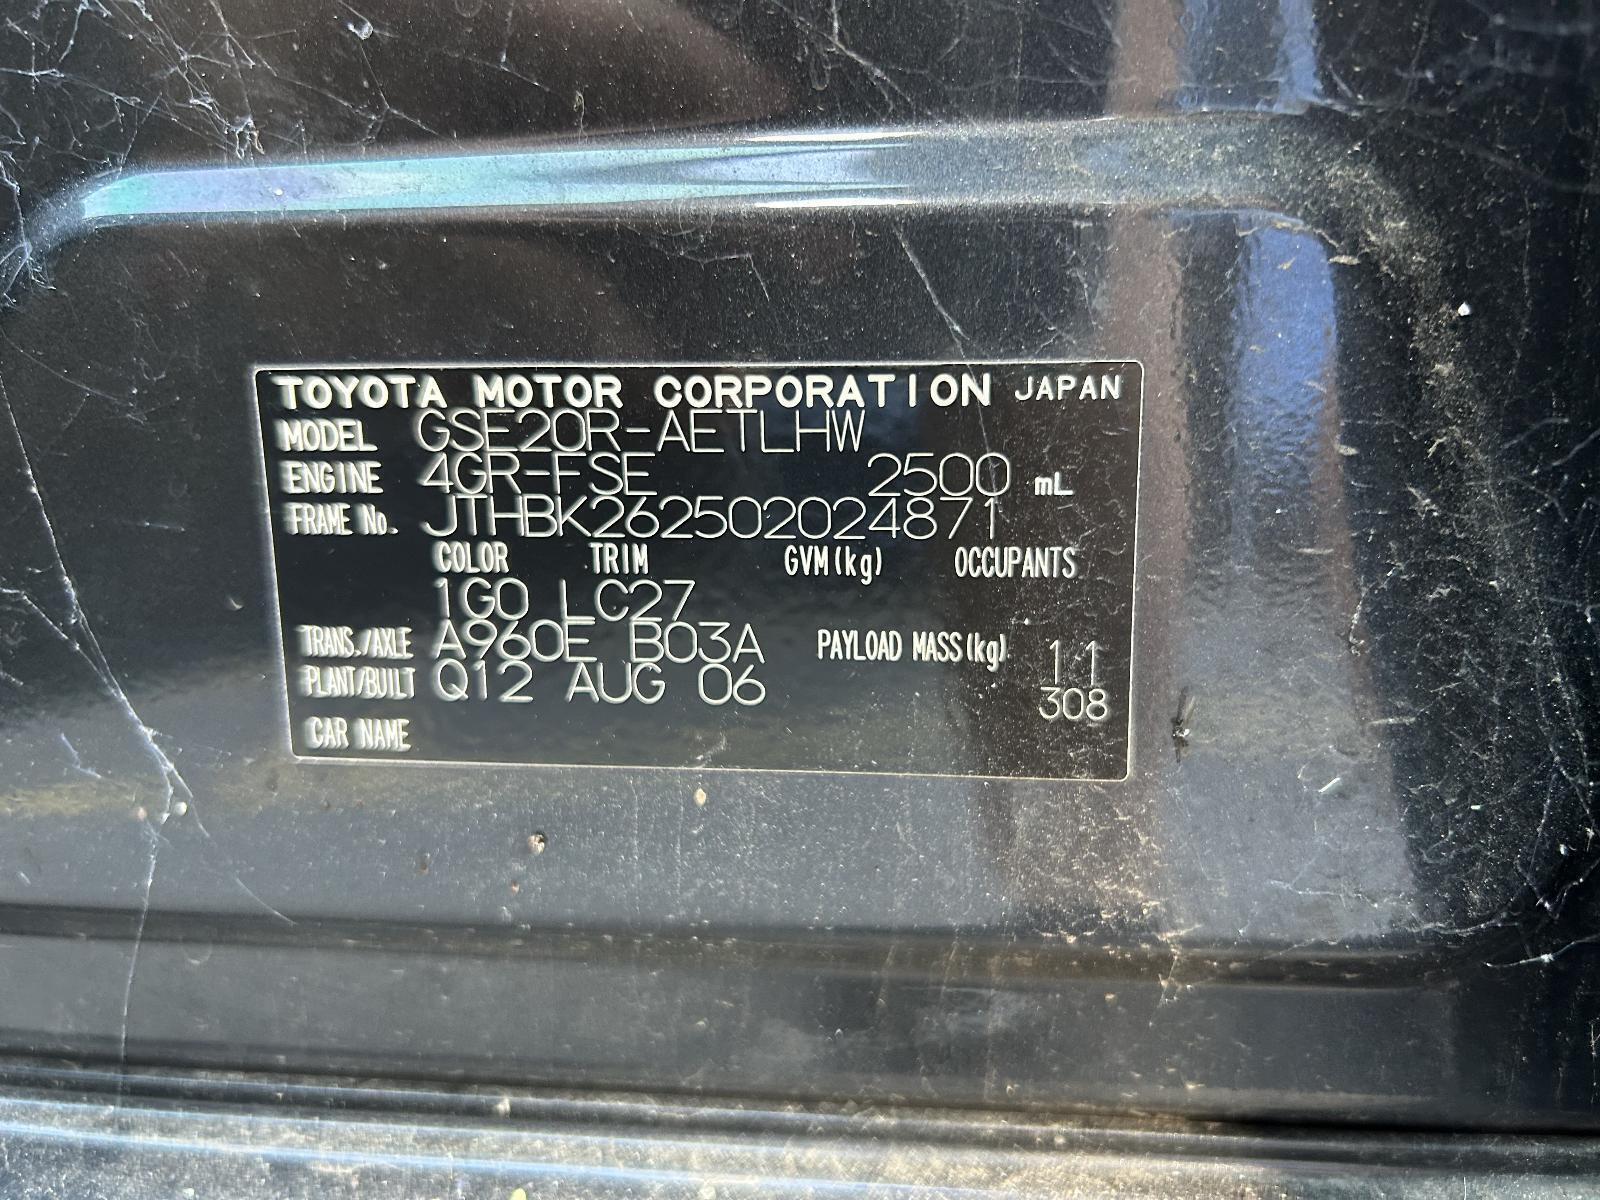 TOYOTA MOTOR CORPORATION JAPAN
MODEL GSE20R-AETLHW
ENGINE 4GR-FSE 2500 mL
FRAME No. JTHBK262502024871
COLOR TRIM GVM(kg) OCCUPANTS
1G0 LC27
TRANS./AXLE A960E B03A PAYLOAD MASS(kg) 11
PLANT/BUILT Q12 AUG 06 308
CAR NAME